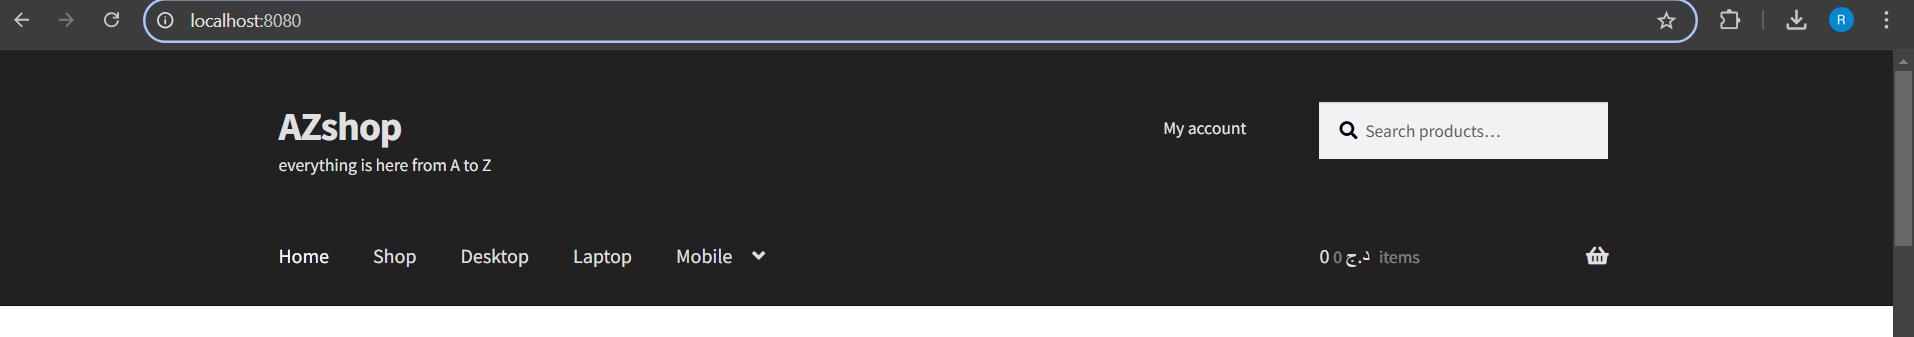 localhost:8080
R
AZshop
everything is here from A to Z
My account
Search products…
Home Shop Desktop Laptop Mobile
0 د.ج 0 items